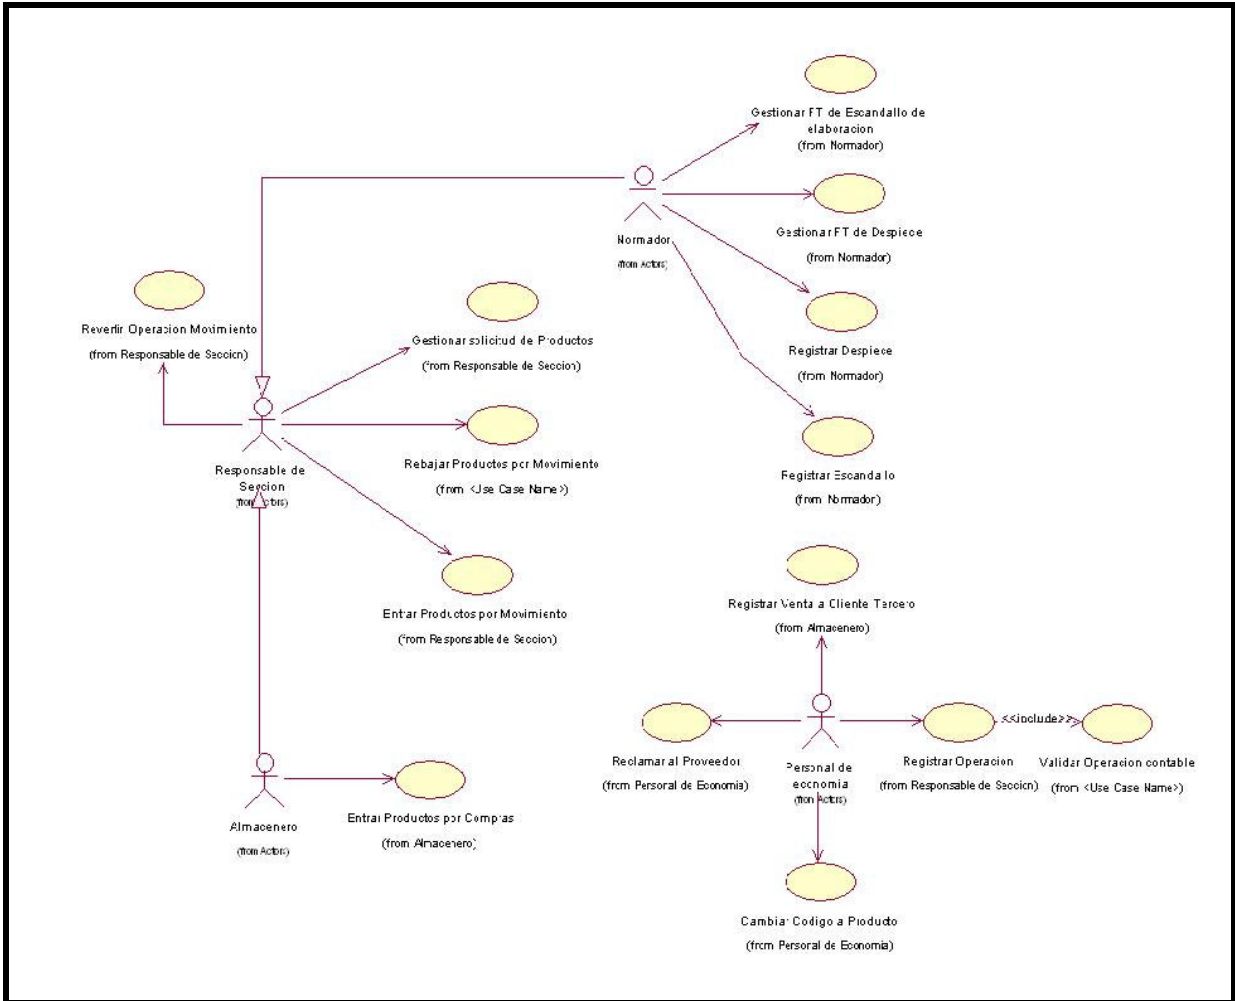 Gestionar FT de Escandallo de
elaboracion
(from Normador)
Gestionar FT de Despiece
(from Normador)
Normador
(from Actors)
Registrar Despiece
(from Normador)
Registrar Escandallo
(from Normador)
Revertir Operacion Movimiento
(from Responsable de Seccion)
Gestionar solicitud de Productos
(from Responsable de Seccion)
Rebajar Productos por Movimiento
(from <Use Case Name>)
Responsable de
Seccion
(from Actors)
Entrar Productos por Movimiento
(from Responsable de Seccion)
Registrar Venta a Cliente Tercero
(from Almacenero)
Reclamar al Proveedor
(from Personal de Economia)
Personal de
economia
(from Actors)
Registrar Operacion
(from Responsable de Seccion)
<<include>>
Validar Operacion contable
(from <Use Case Name>)
Almacenero
(from Actors)
Entrar Productos por Compras
(from Almacenero)
Cambiar Codigo a Producto
(from Personal de Economia)